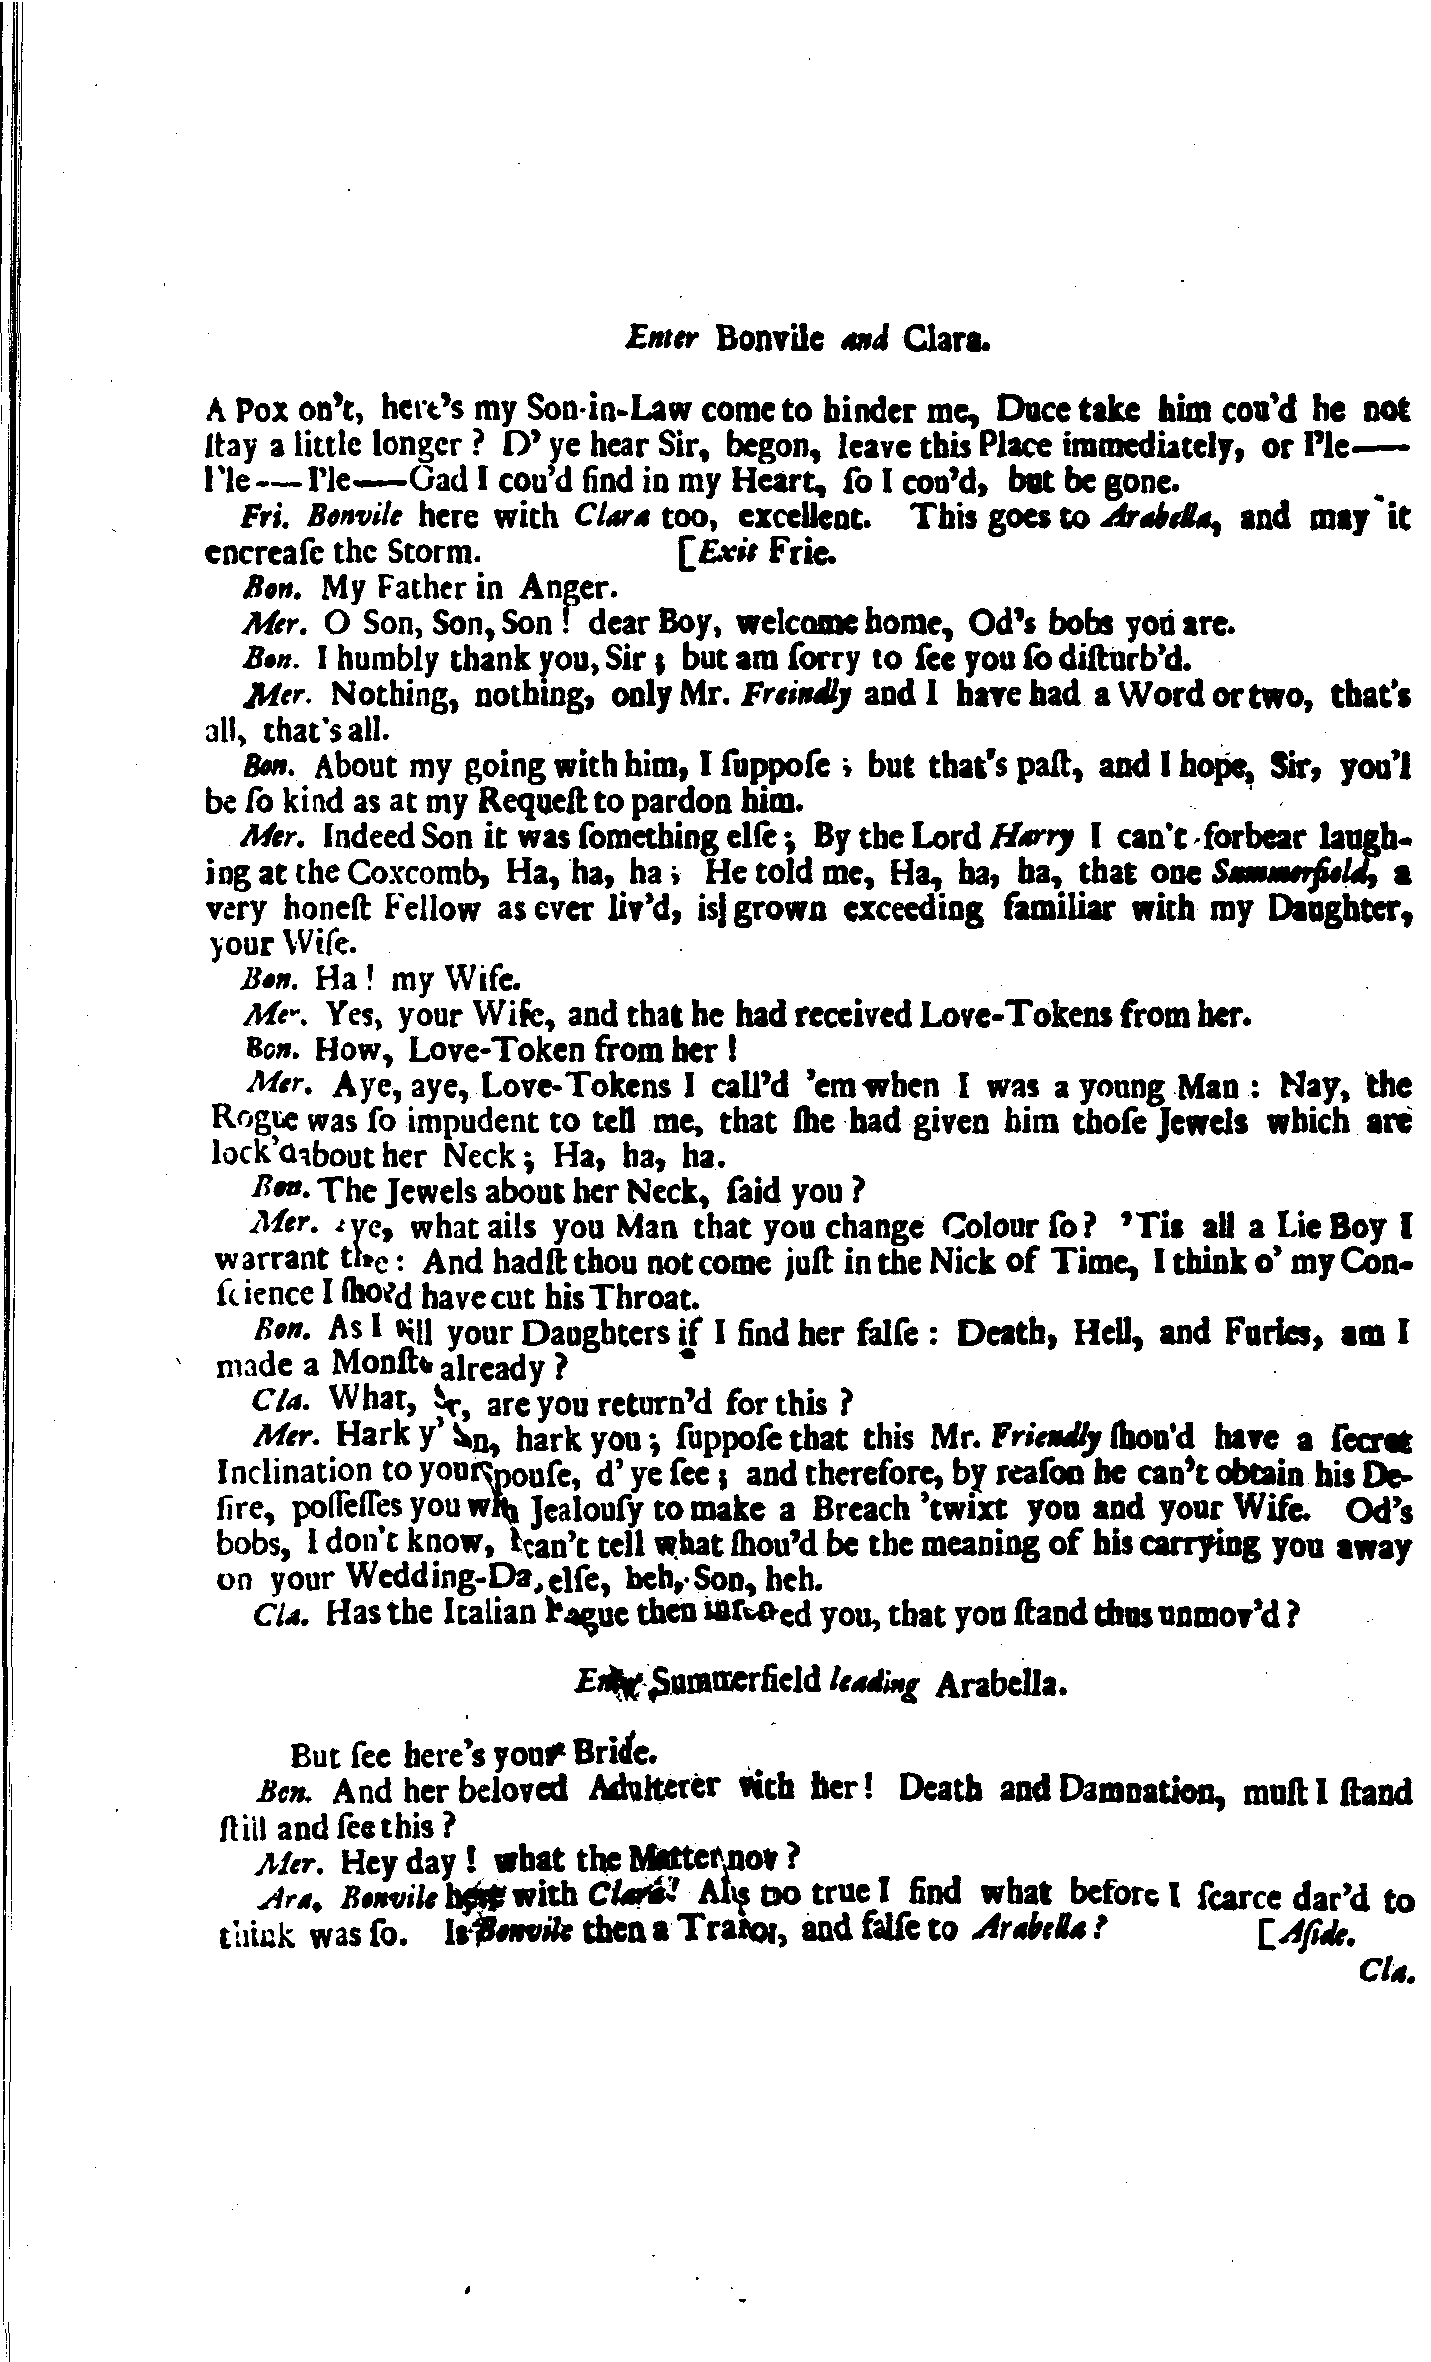 Enter Bonvile and Clara.
A Pox on't, here's my Son-in-Law come to hinder me, Duce take him cou'd he not
ſtay a little longer? D' ye hear Sir, begon, leave this Place immediately, or I'le——
I'le -— I'le——Gad I cou'd find in my Heart, ſo I cou'd, but be gone.
Fri. Bonvile here with Clara too, excellent. This goes to Arabella, and may it
encreaſe the Storm. [Exit Frie.
Bon. My Father in Anger.
Mer. O Son, Son, Son! dear Boy, welcome home, Od's bobs you are.
Bon. I humbly thank you, Sir; but am ſorry to ſee you ſo diſturb'd.
Mer. Nothing, nothing, only Mr. Freindly and I have had a Word or two, that's
all, that's all.
Bon. About my going with him, I ſuppoſe; but that's paſt, and I hope, Sir, you'l
be ſo kind as at my Requeſt to pardon him.
Mer. Indeed Son it was ſomething elſe; By the Lord Harry I can't forbear laugh-
ing at the Coxcomb, Ha, ha, ha; He told me, Ha, ha, ha, that one Summerfield, a
very honeſt Fellow as ever liv'd, is grown exceeding familiar with my Daughter,
your Wife.
Bon. Ha! my Wife.
Mer. Yes, your Wife, and that he had received Love-Tokens from her.
Bon. How, Love-Token from her!
Mer. Aye, aye, Love-Tokens I call'd 'em when I was a young Man: Nay, the
Rogue was ſo impudent to tell me, that ſhe had given him thoſe Jewels which are
lock'd about her Neck; Ha, ha, ha.
Bon. The Jewels about her Neck, ſaid you?
Mer. Aye, what ails you Man that you change Colour ſo? 'Tis all a Lie Boy I
warrant thee: And hadſt thou not come juſt in the Nick of Time, I think o' my Con-
ſcience I ſhou'd have cut his Throat.
Bon. As I will your Daughters if I find her falſe: Death, Hell, and Furies, am I
made a Monſter already?
Cla. What, Sir, are you return'd for this?
Mer. Hark y' Son, hark you; ſuppoſe that this Mr. Friendly ſhou'd have a ſecret
Inclination to your Spouſe, d' ye ſee; and therefore, by reaſon he can't obtain his De-
ſire, poſſeſſes you with Jealouſy to make a Breach 'twixt you and your Wife. Od's
bobs, I don't know, I can't tell what ſhou'd be the meaning of his carrying you away
on your Wedding-Day elſe, heh, Son, heh.
Cla. Has the Italian Plague then infected you, that you ſtand thus unmov'd?
Enter Summerfield leading Arabella.
But ſee here's your Bride.
Bon. And her beloved Adulterer with her! Death and Damnation, muſt I ſtand
ſtill and ſee this?
Mer. Hey day! what the Matter now?
Ara. Bonvile here with Clara! Alas too true I find what before I ſcarce dar'd to
think was ſo. Is Bonvile then a Traitor, and falſe to Arabella? [Aſide.
Cla.